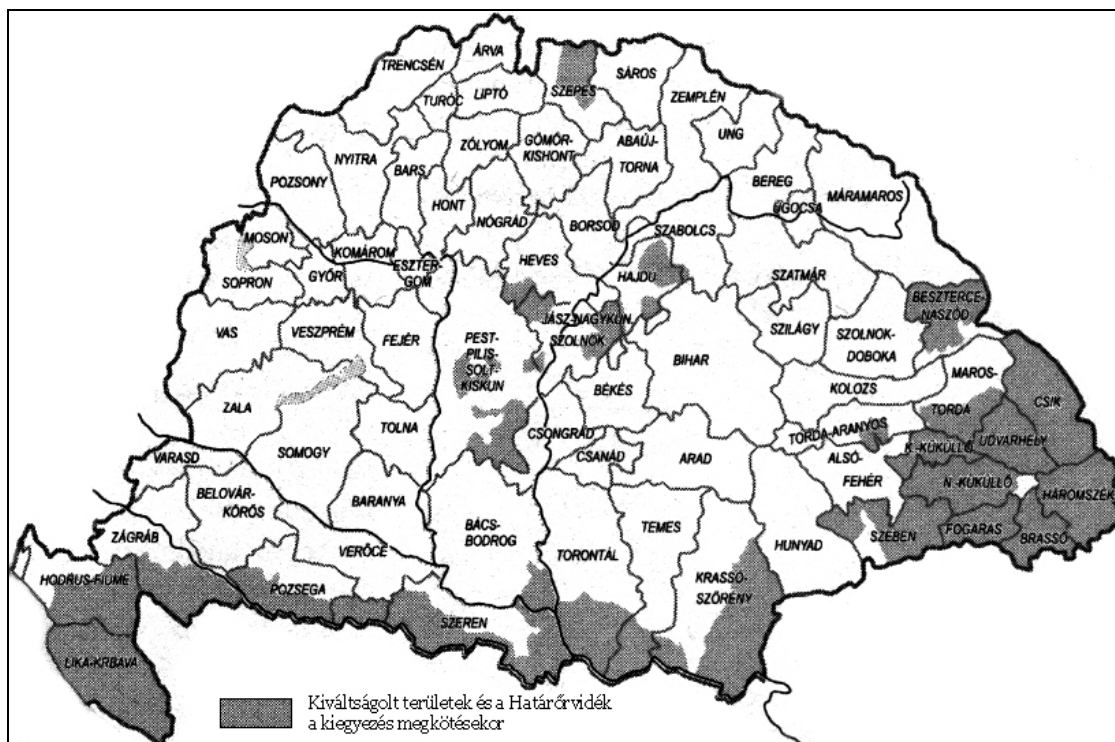 ÁRVA
TRENCSÉN
SÁROS
LIPTÓ
SZEPES
TURÓC
ZEMPLÉN
UNG
ZÓLYOM
GÖMÖR-
KISHONT
ABAÚJ-
TORNA
NYITRA
BARS
BEREG
POZSONY
MÁRAMAROS
HONT
UGOCSA
NÓGRÁD
BORSOD
SZABOLCS
MOSON
KOMÁROM
HEVES
ESZTER-
GOM
SOPRON
GYŐR
HAJDU
SZATMÁR
BESZTERCE-
NASZÓD
JÁSZ-NAGYKUN
SZOLNOK
VAS
VESZPRÉM
FEJÉR
PEST-
PILIS-
SOLT-
KISKUN
SZILÁGY
SZOLNOK-
DOBOKA
BIHAR
BÉKÉS
KOLOZS
MAROS-
TORDA
CSIK
ZALA
TOLNA
CSONGRÁD
TORDA-ARANYOS
UDVARHELY
SOMOGY
CSANÁD
ARAD
ALSÓ-
FEHÉR
K.-KÜKÜLLŐ
VARASD
BELOVÁR-
KŐRÖS
BARANYA
N.-KÜKÜLLŐ
HÁROMSZÉK
BÁCS-
BODROG
TEMES
ZÁGRÁB
VERŐCE
TORONTÁL
HUNYAD
SZEBEN
FOGARAS
BRASSÓ
HODRUS-FIUME
POZSEGA
KRASSÓ-
SZÖRÉNY
SZEREN
LIKA-KRBAVA
Kiváltságolt területek és a Határőrvidék
a kiegyezés megkötésekor